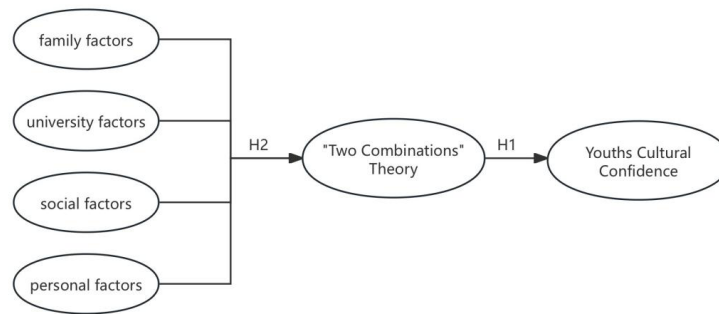 family factors
university factors
social factors
personal factors
H2
"Two Combinations"
Theory
H1
Youths Cultural
Confidence